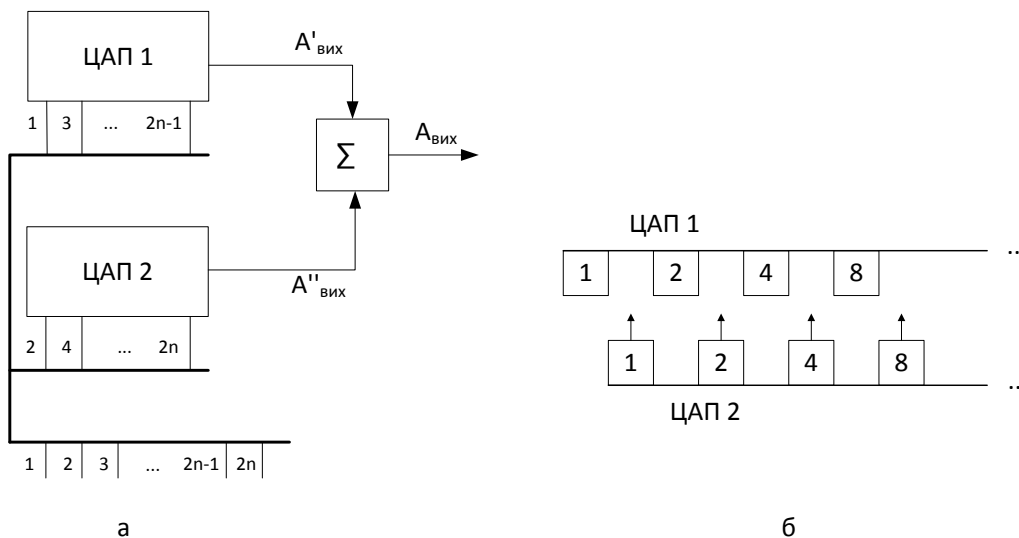 ЦАП 1
A'вих
1 3 ... 2n-1
Σ
Aвих
ЦАП 2
A''вих
2 4 ... 2n
1 2 3 ... 2n-1 2n
а
ЦАП 1
1 2 4 8 ..
1 2 4 8 ..
ЦАП 2
б